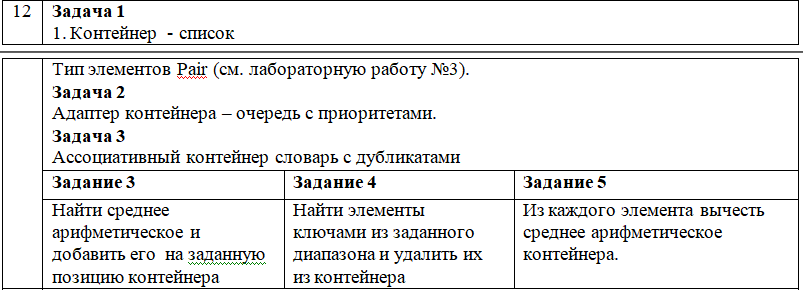 12
Задача 1
1. Контейнер - список
Тип элементов Pair (см. лабораторную работу №3).
Задача 2
Адаптер контейнера – очередь с приоритетами.
Задача 3
Ассоциативный контейнер словарь с дубликатами
Задание 3
Задание 4
Задание 5
Найти среднее
арифметическое и
добавить его на заданную
позицию контейнера
Найти элементы
ключами из заданного
диапазона и удалить их
из контейнера
Из каждого элемента вычесть
среднее арифметическое
контейнера.